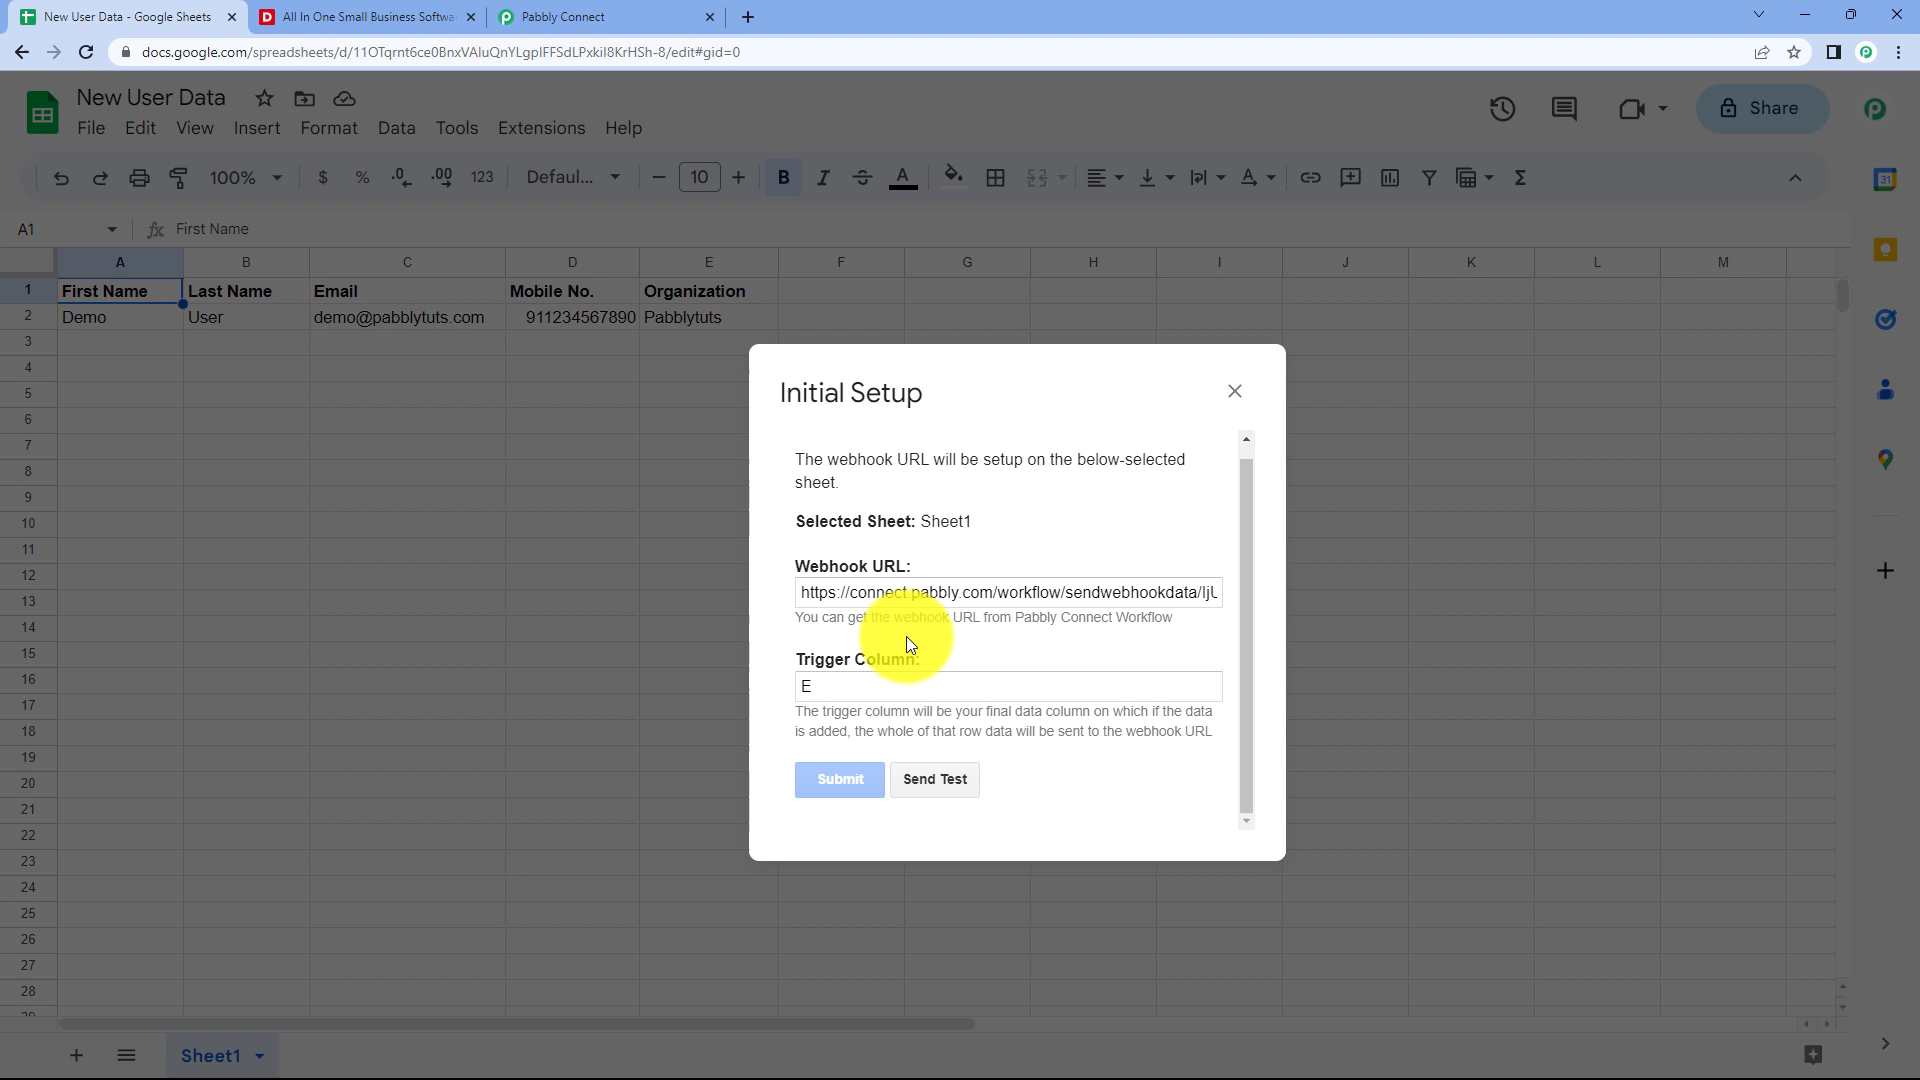 New User Data - Google Sheets
All In One Small Business Softwa
Pabbly Connect
docs.google.com/spreadsheets/d/11OTqrnt6ce0BnxVAluQnYLgplFFSdLPxkil8KrHSh-8/edit#gid=0
New User Data
File Edit View Insert Format Data Tools Extensions Help
Share
100% $ % .0 .00 123 Defaul... 10 B I A
31
A1 fx First Name
A B C D E F G H I J K L M
1 First Name Last Name Email Mobile No. Organization
2 Demo User demo@pabblytuts.com 911234567890 Pabblytuts
3
4
5
6
7
8
9
10
11
12
13
14
15
16
17
18
19
20
21
22
23
24
25
26
27
28
29
Initial Setup
The webhook URL will be setup on the below-selected
sheet.
Selected Sheet: Sheet1
Webhook URL:
https://connect.pabbly.com/workflow/sendwebhookdata/IjU
You can get the webhook URL from Pabbly Connect Workflow
Trigger Column:
E
The trigger column will be your final data column on which if the data
is added, the whole of that row data will be sent to the webhook URL
Submit Send Test
Sheet1